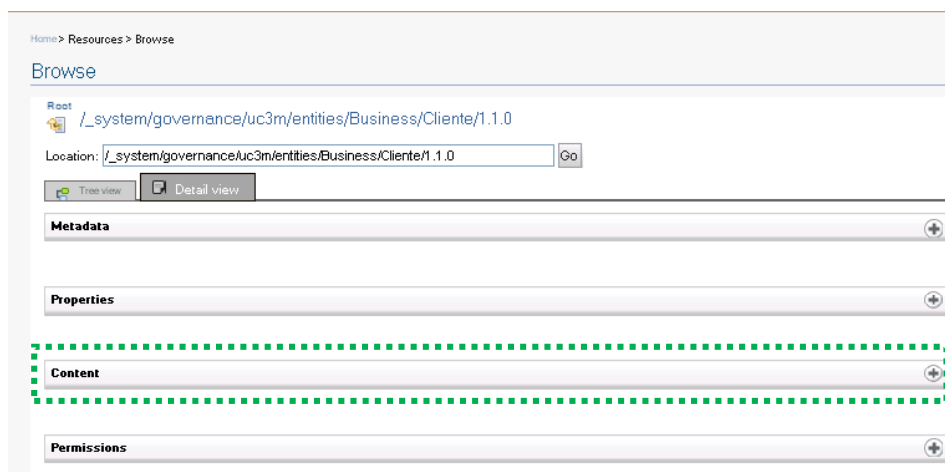 Home > Resources > Browse
Browse
Root
/_system/governance/uc3m/entities/Business/Cliente/1.1.0
Location: /_system/governance/uc3m/entities/Business/Cliente/1.1.0 Go
Tree view Detail view
Metadata
Properties
Content
Permissions